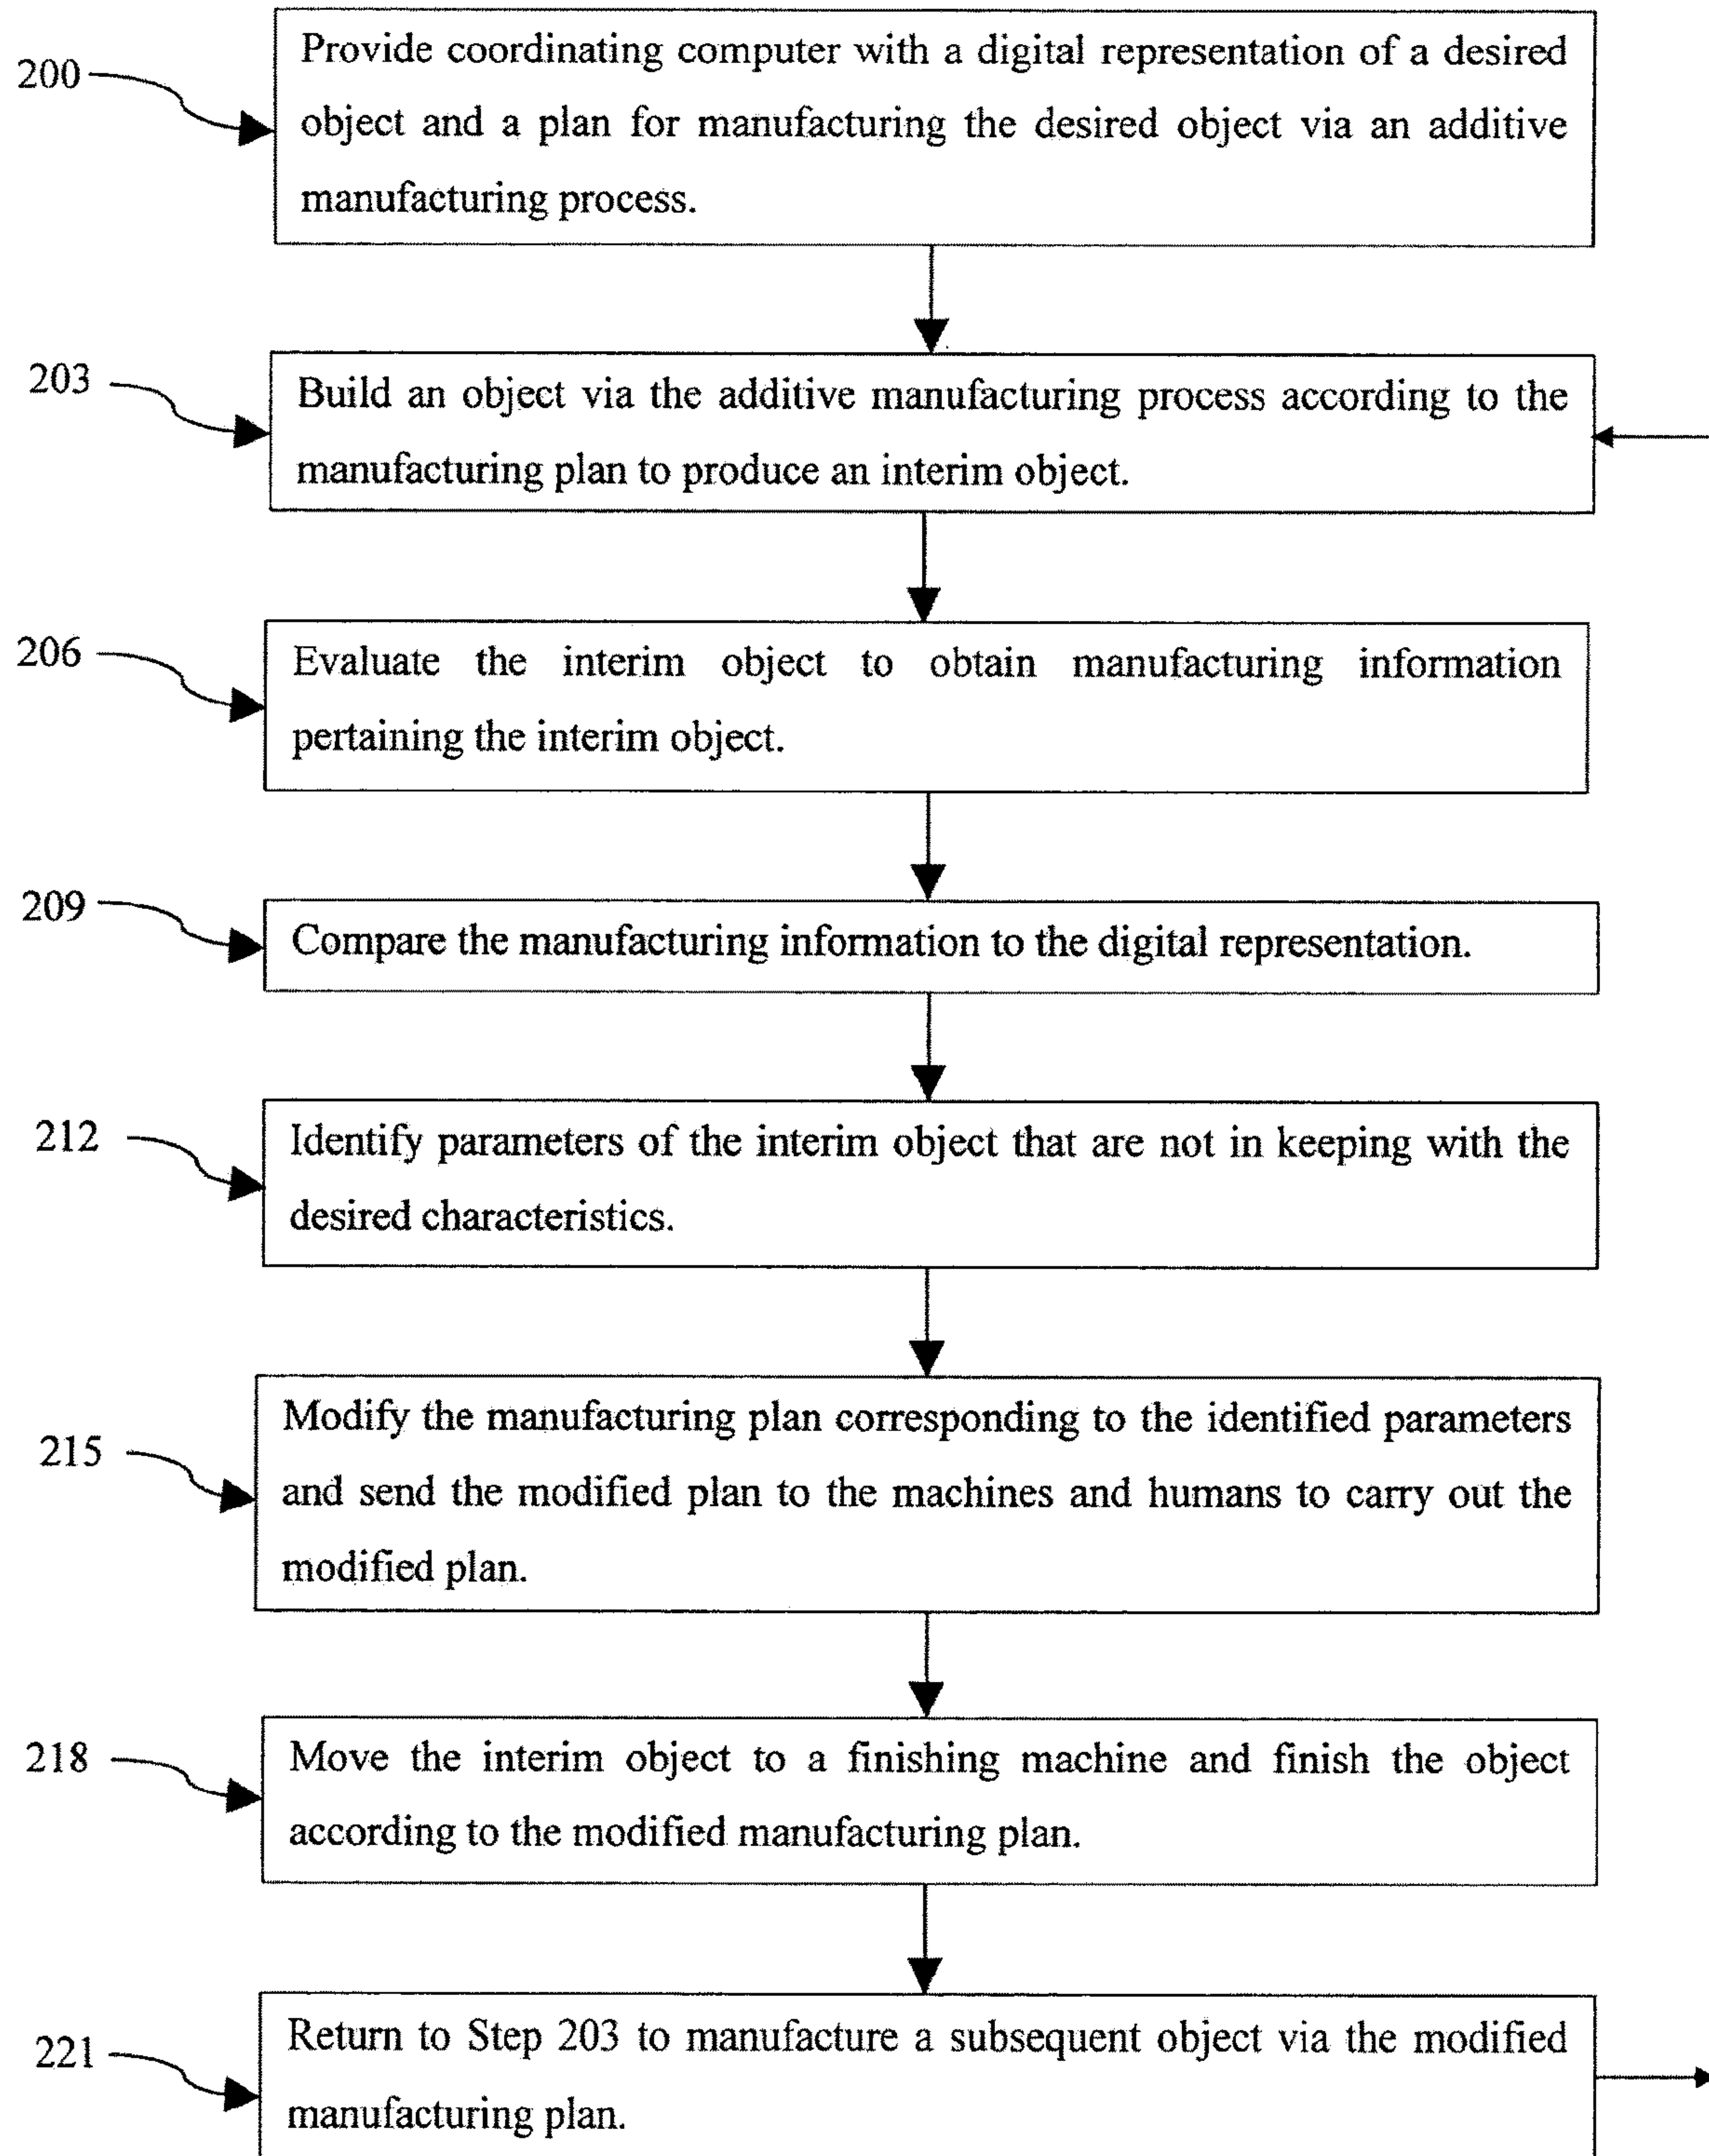 200
Provide coordinating computer with a digital representation of a desired
object and a plan for manufacturing the desired object via an additive
manufacturing process.
203
Build an object via the additive manufacturing process according to the
manufacturing plan to produce an interim object.
206
Evaluate the interim object to obtain manufacturing information
pertaining the interim object.
209
Compare the manufacturing information to the digital representation.
212
Identify parameters of the interim object that are not in keeping with the
desired characteristics.
215
Modify the manufacturing plan corresponding to the identified parameters
and send the modified plan to the machines and humans to carry out the
modified plan.
218
Move the interim object to a finishing machine and finish the object
according to the modified manufacturing plan.
221
Return to Step 203 to manufacture a subsequent object via the modified
manufacturing plan.